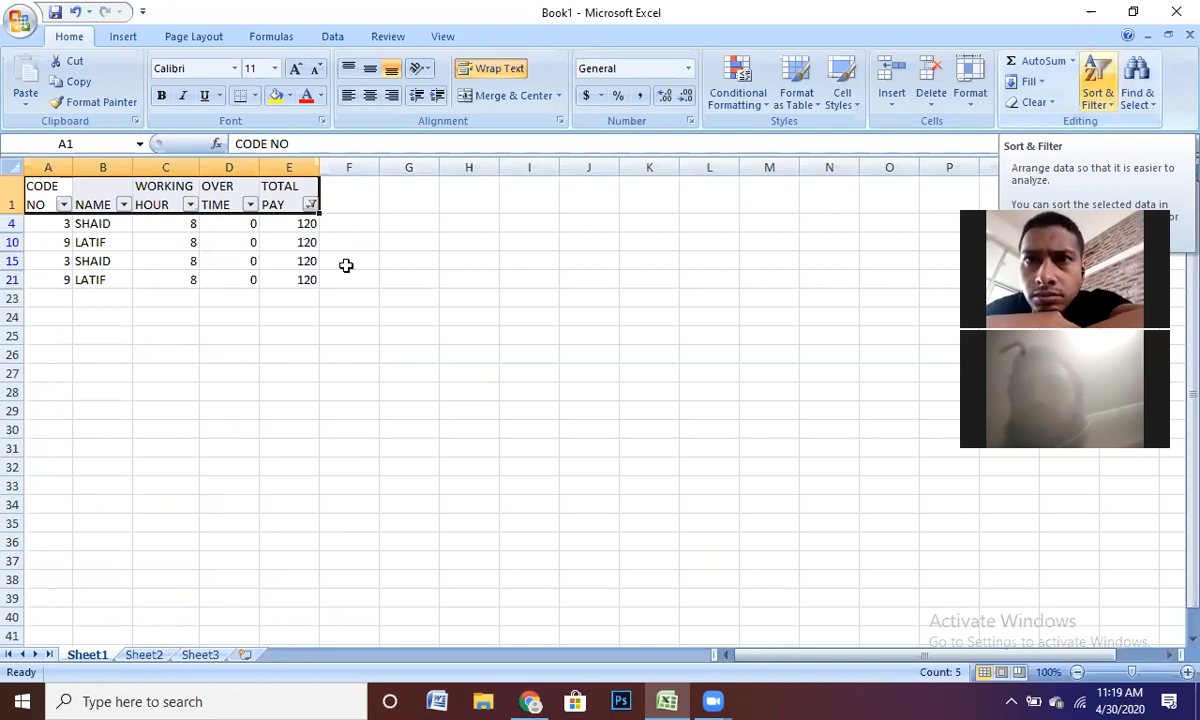 Book1 - Microsoft Excel
Home Insert Page Layout Formulas Data Review View
Paste
Cut
Copy
Format Painter
Clipboard
Calibri 11
B I U
Font
Wrap Text
Merge & Center
Alignment
General
$ % ,
Number
Conditional Formatting
Format as Table
Cell Styles
Styles
Insert Delete Format
Cells
Σ AutoSum
Fill
Clear
Sort & Filter
Find & Select
Editing
A1 fx CODE NO
Sort & Filter
Arrange data so that it is easier to
analyze.
You can sort the selected data in
A B C D E F G H I J K L M N O P
1 CODE NO NAME WORKING HOUR OVER TIME TOTAL PAY
4 3 SHAID 8 0 120
10 9 LATIF 8 0 120
15 3 SHAID 8 0 120
21 9 LATIF 8 0 120
23
24
25
26
27
28
29
30
31
32
33
34
35
36
37
38
39
40
41
Activate Windows
Go to Settings to activate Windows.
Sheet1 Sheet2 Sheet3
Ready Count: 5 100%
Type here to search
11:19 AM
4/30/2020